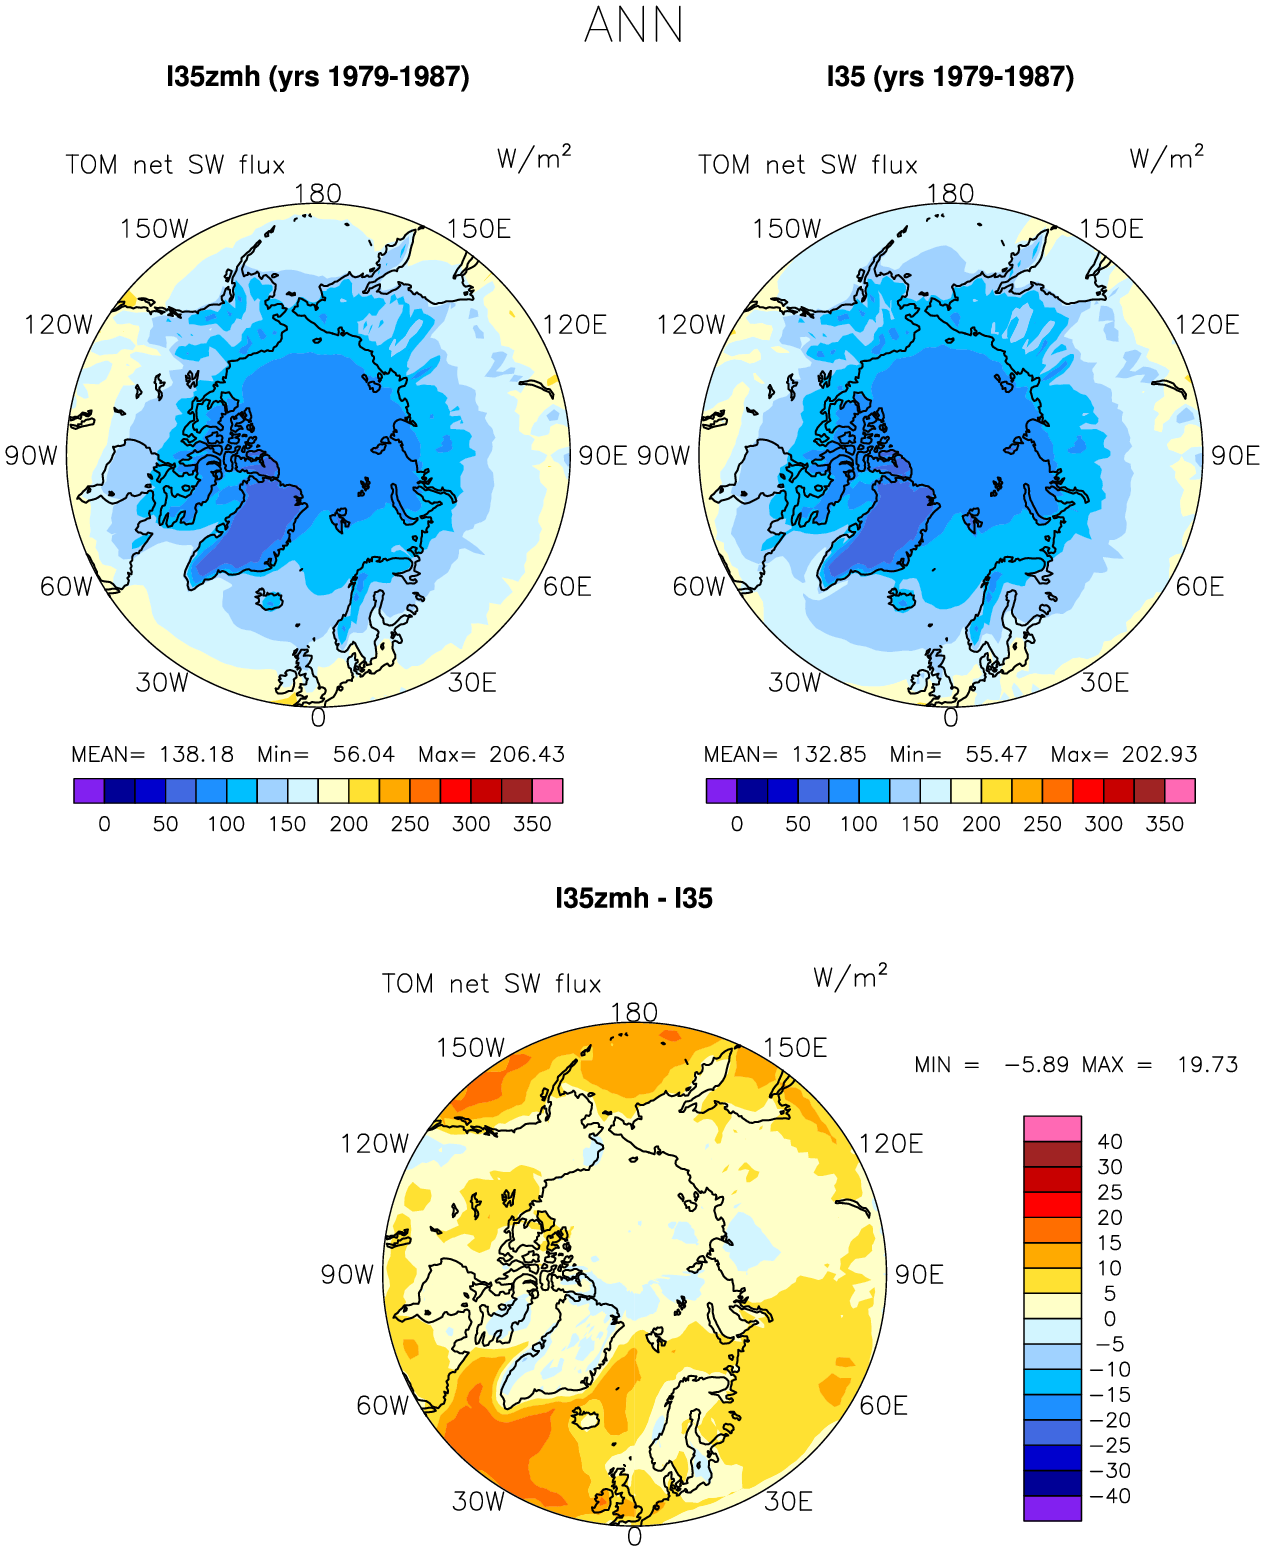 ANN
I35zmh (yrs 1979-1987)
I35 (yrs 1979-1987)
TOM net SW flux W/m²
180
150W 150E
120W 120E
90W 90E
60W 60E
30W 30E
0
MEAN= 138.18 Min= 56.04 Max= 206.43
0 50 100 150 200 250 300 350
TOM net SW flux W/m²
180
150W 150E
120W 120E
90W 90E
60W 60E
30W 30E
0
MEAN= 132.85 Min= 55.47 Max= 202.93
0 50 100 150 200 250 300 350
I35zmh - I35
TOM net SW flux W/m²
180
150W 150E
120W 120E
90W 90E
60W 60E
30W 30E
0
MIN = −5.89 MAX = 19.73
40
30
25
20
15
10
5
0
−5
−10
−15
−20
−25
−30
−40